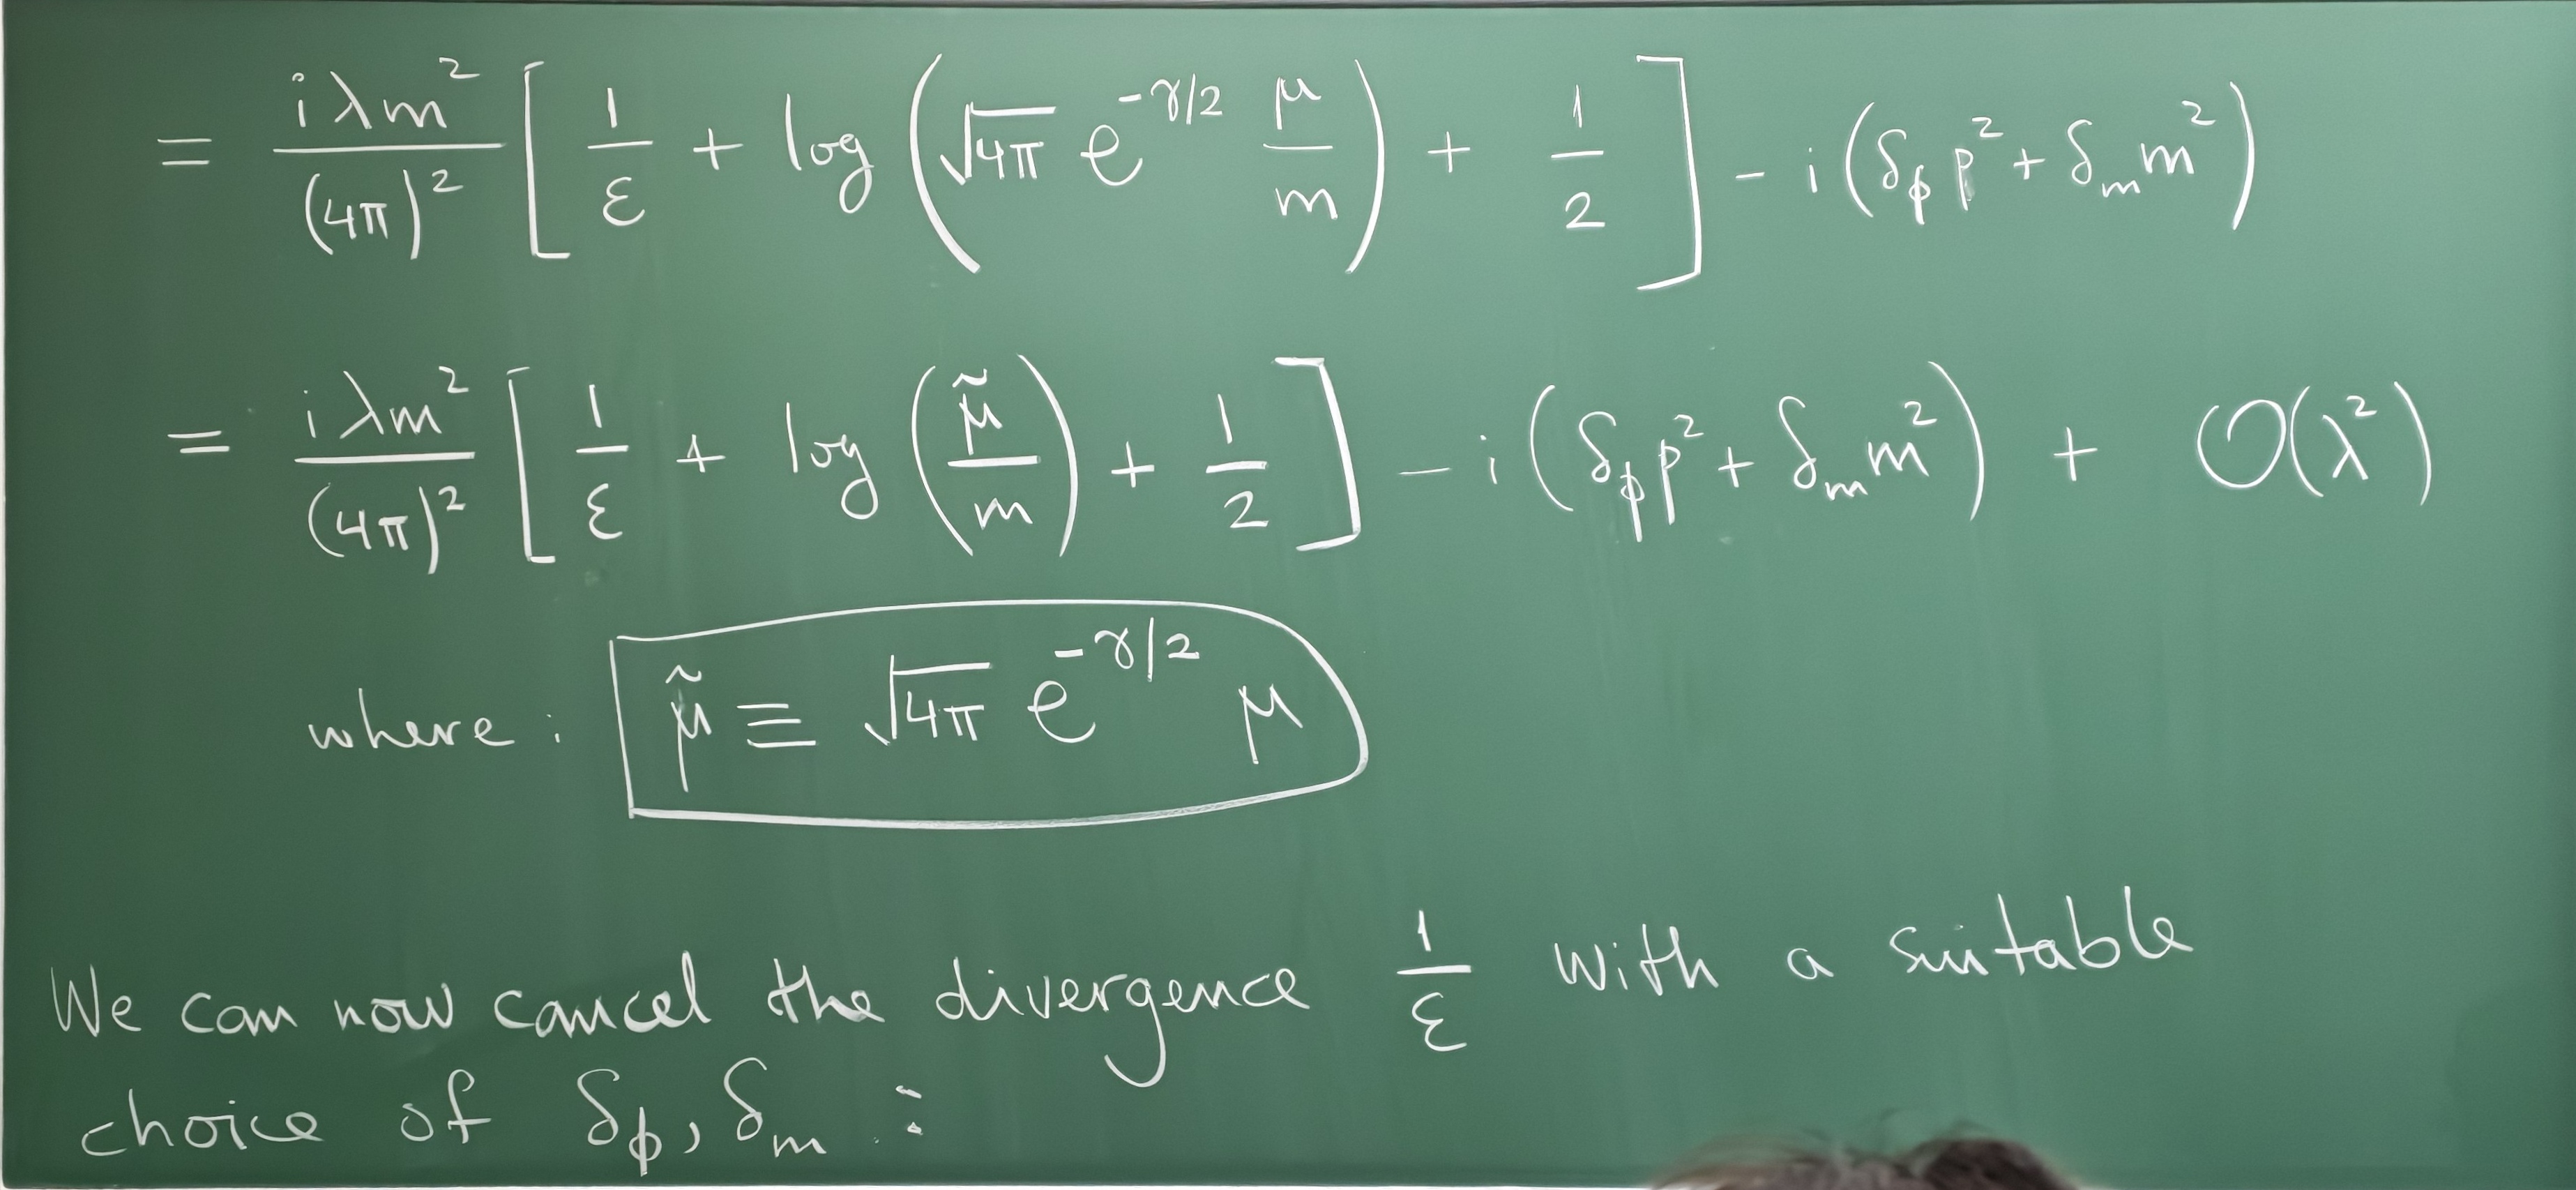 = iλm²/(4π)² [ 1/ε + log( √4π e^{-γ/2} μ/m ) + 1/2 ] - i(δ_ϕ p² + δ_m m²)
= iλm²/(4π)² [ 1/ε + log( μ̃/m ) + 1/2 ] - i(δ_ϕ p² + δ_m m²) + O(λ²)
where : μ̃ ≡ √4π e^{-γ/2} μ
We can now cancel the divergence 1/ε with a suitable
choice of δ_ϕ, δ_m :